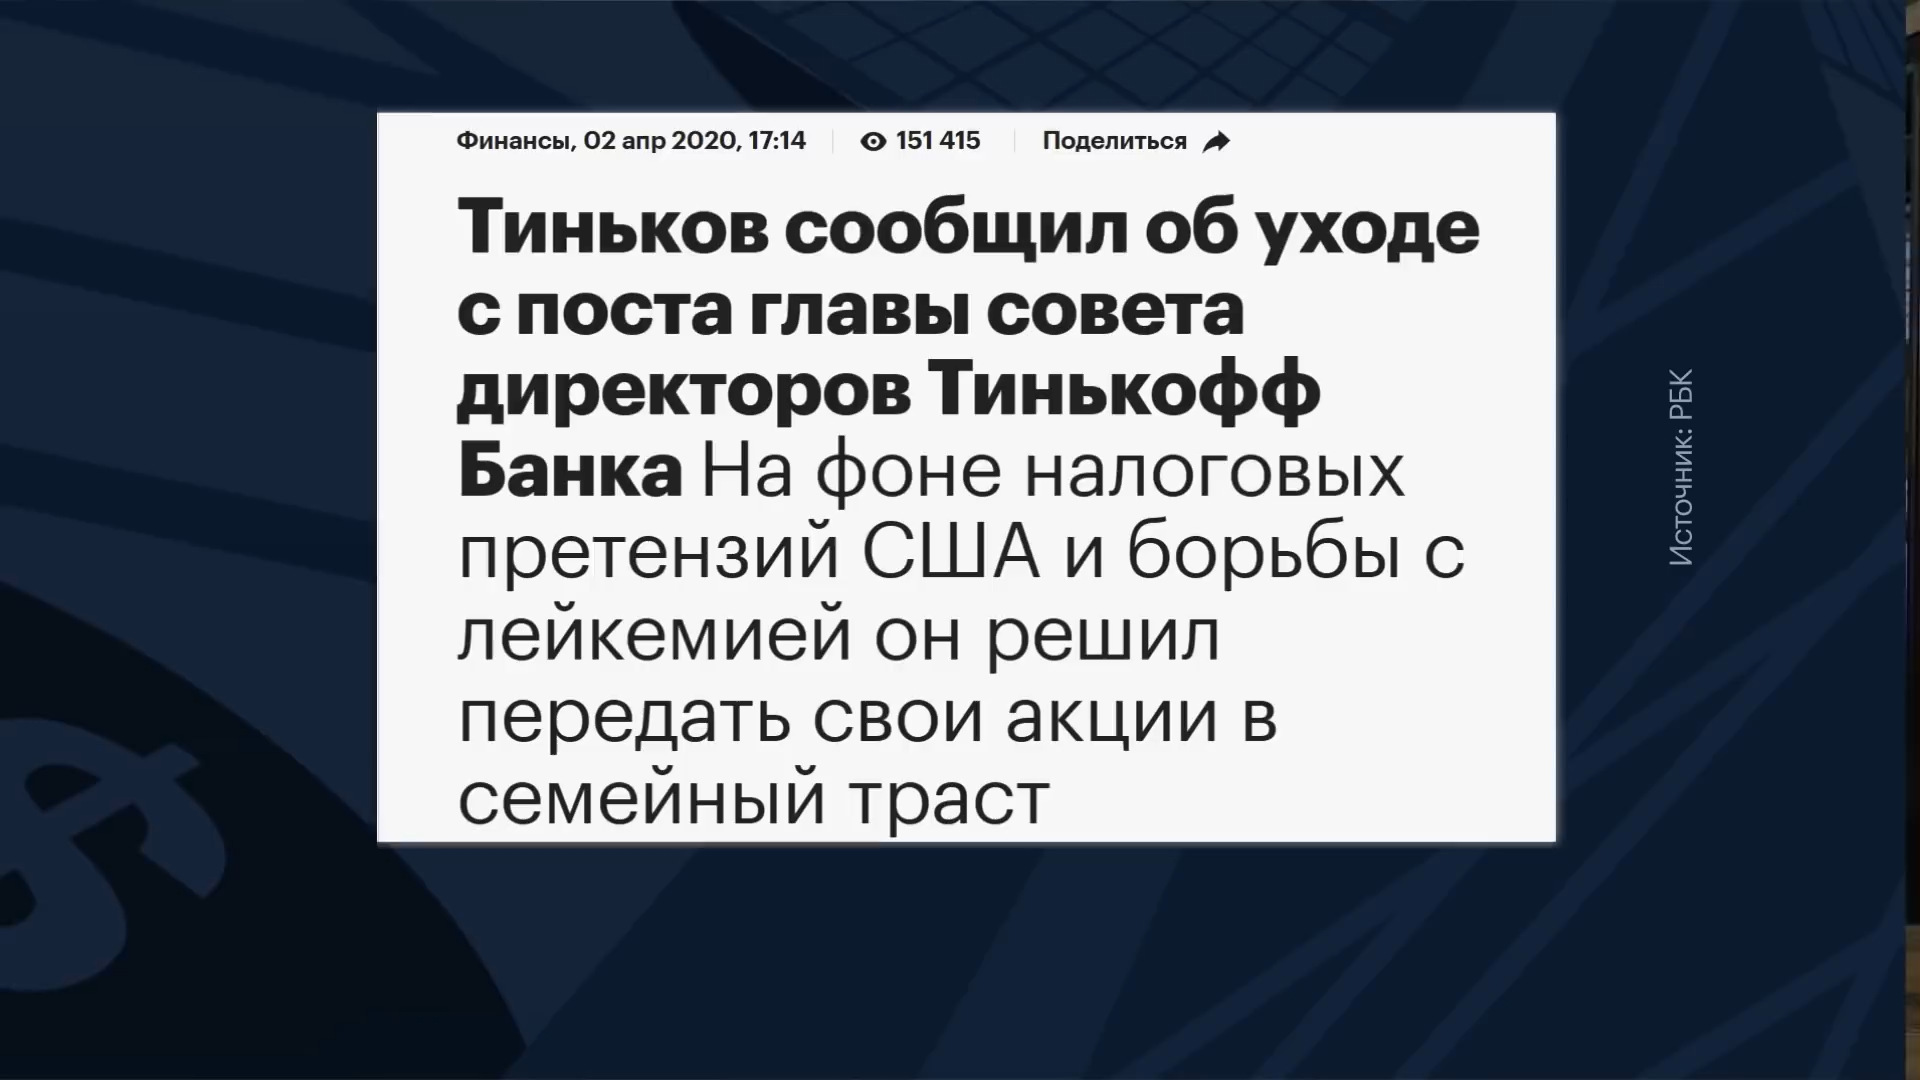 Финансы, 02 апр 2020, 17:14 151 415 Поделиться
Тиньков сообщил об уходе
с поста главы совета
директоров Тинькофф
Банка На фоне налоговых
претензий США и борьбы с
лейкемией он решил
передать свои акции в
семейный траст
Источник: РБК